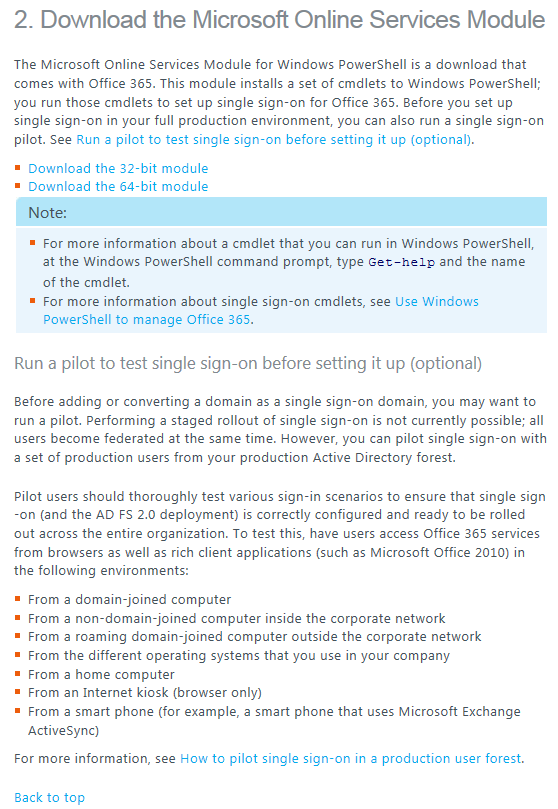 2. Download the Microsoft Online Services Module
The Microsoft Online Services Module for Windows PowerShell is a download that
comes with Office 365. This module installs a set of cmdlets to Windows PowerShell;
you run those cmdlets to set up single sign-on for Office 365. Before you set up
single sign-on in your full production environment, you can also run a single sign-on
pilot. See Run a pilot to test single sign-on before setting it up (optional).
Download the 32-bit module
Download the 64-bit module
Note:
For more information about a cmdlet that you can run in Windows PowerShell,
at the Windows PowerShell command prompt, type Get-help and the name
of the cmdlet.
For more information about single sign-on cmdlets, see Use Windows
PowerShell to manage Office 365.
Run a pilot to test single sign-on before setting it up (optional)
Before adding or converting a domain as a single sign-on domain, you may want to
run a pilot. Performing a staged rollout of single sign-on is not currently possible; all
users become federated at the same time. However, you can pilot single sign-on with
a set of production users from your production Active Directory forest.
Pilot users should thoroughly test various sign-in scenarios to ensure that single sign
-on (and the AD FS 2.0 deployment) is correctly configured and ready to be rolled
out across the entire organization. To test this, have users access Office 365 services
from browsers as well as rich client applications (such as Microsoft Office 2010) in
the following environments:
From a domain-joined computer
From a non-domain-joined computer inside the corporate network
From a roaming domain-joined computer outside the corporate network
From the different operating systems that you use in your company
From a home computer
From an Internet kiosk (browser only)
From a smart phone (for example, a smart phone that uses Microsoft Exchange
ActiveSync)
For more information, see How to pilot single sign-on in a production user forest.
Back to top